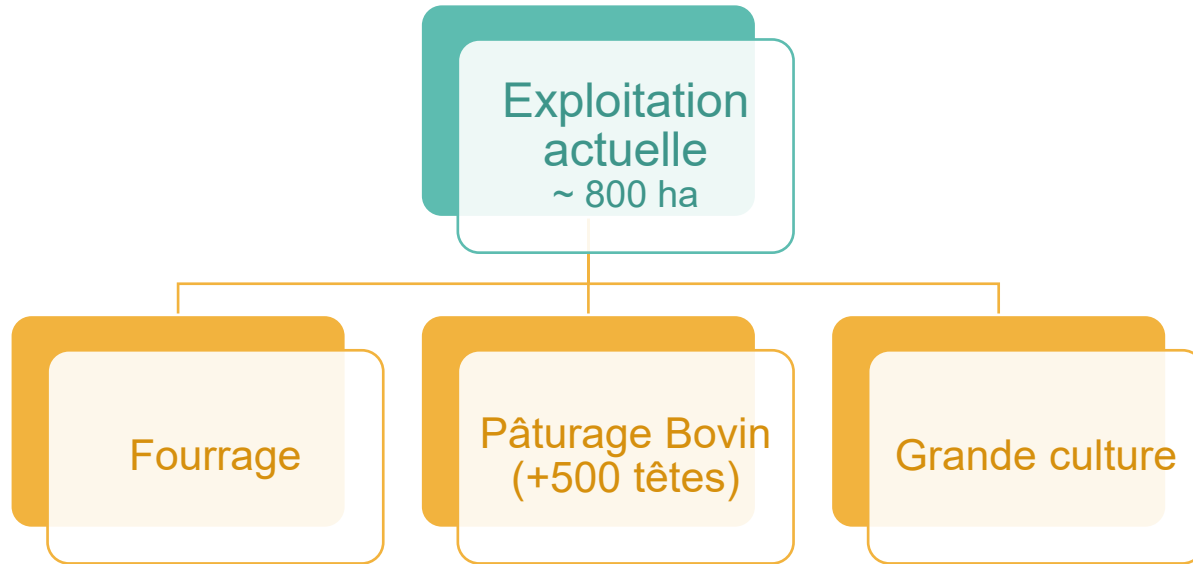 Exploitation
actuelle
~ 800 ha
Fourrage
Pâturage Bovin
(+500 têtes)
Grande culture